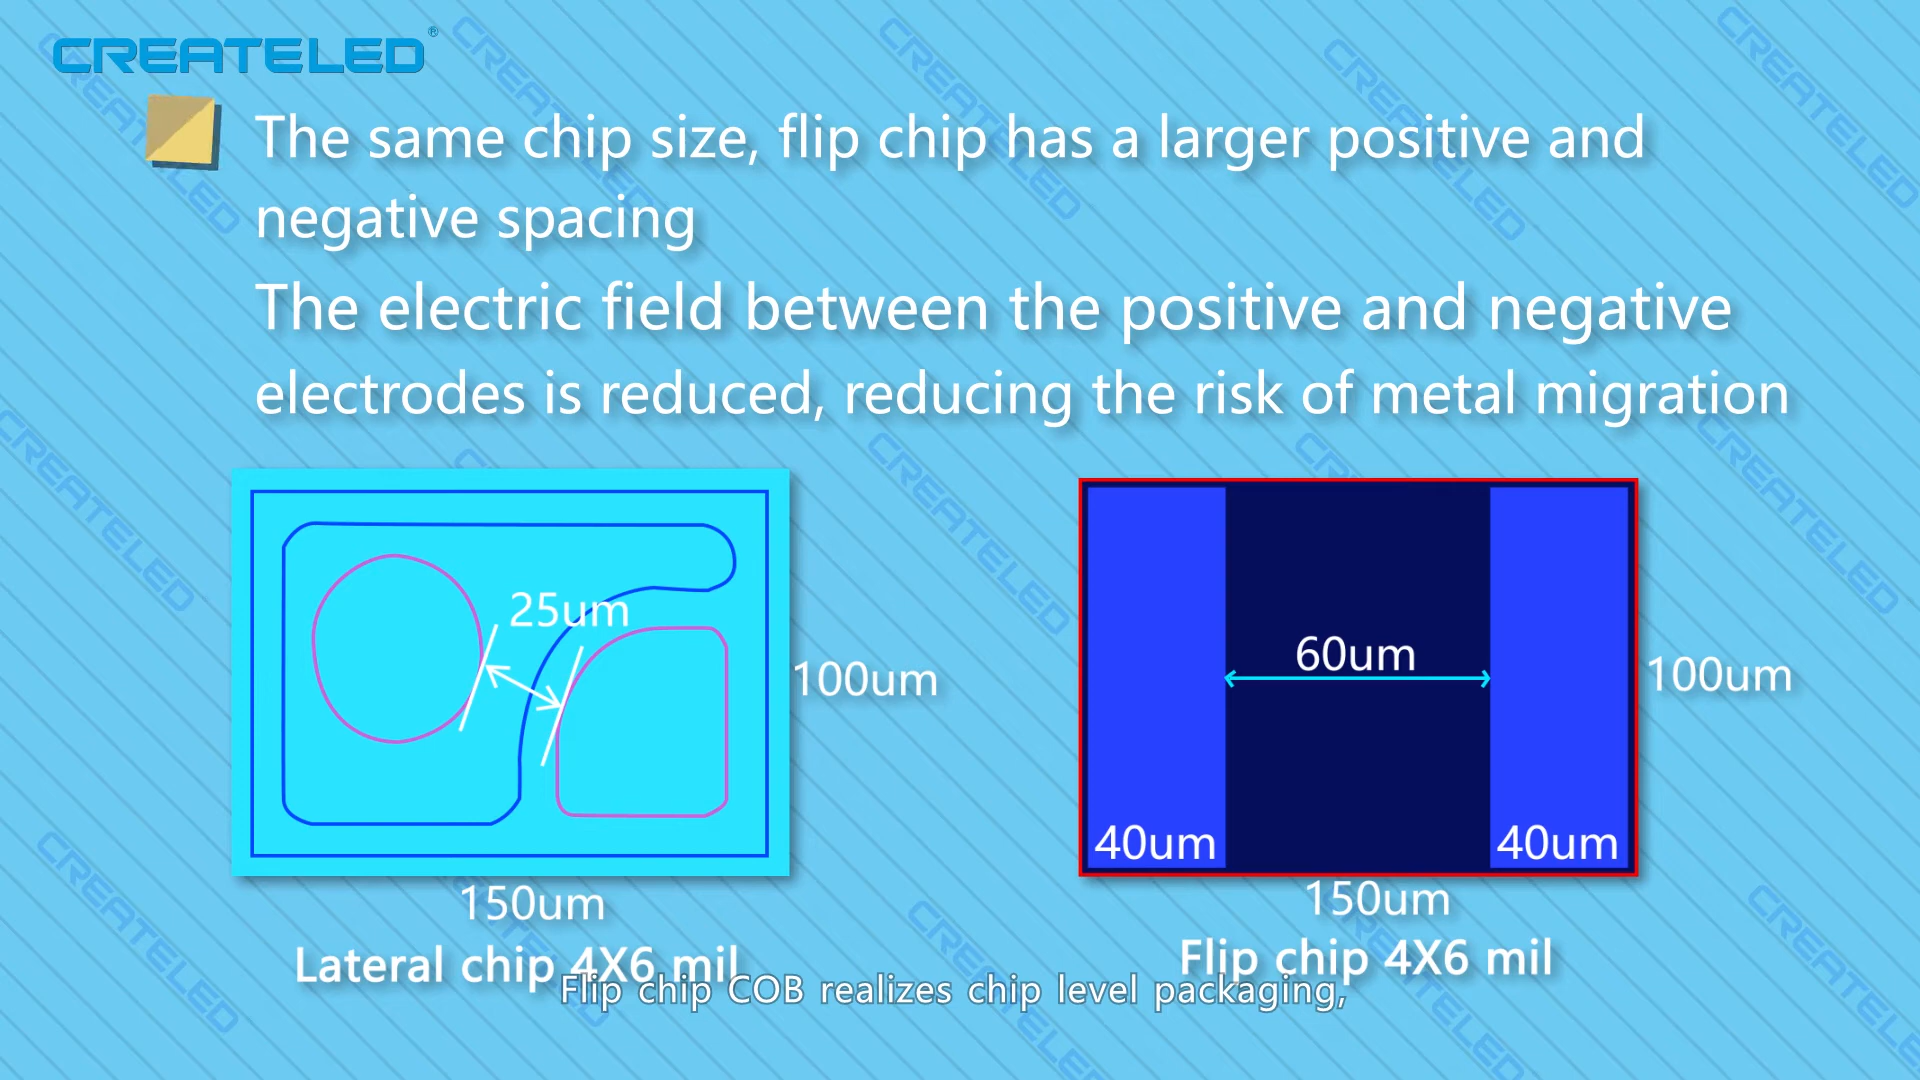 CREATELED®
The same chip size, flip chip has a larger positive and
negative spacing
The electric field between the positive and negative
electrodes is reduced, reducing the risk of metal migration
25um
100um
150um
Lateral chip 4X6 mil
60um
40um
40um
100um
150um
Flip chip 4X6 mil
Flip chip COB realizes chip level packaging,